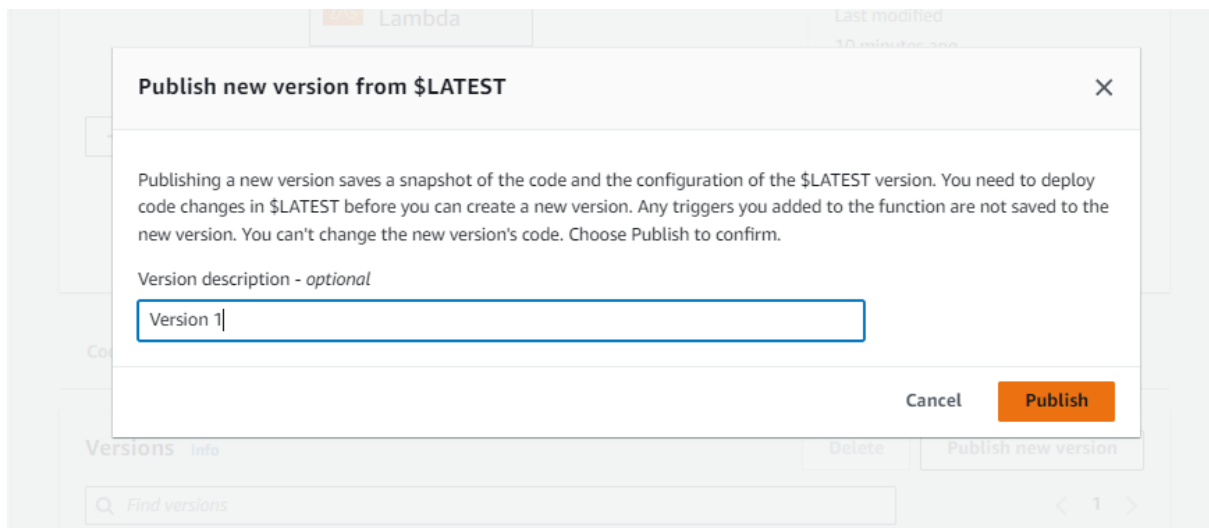 Lambda
Last modified
10 minutes ago
Publish new version from $LATEST
Publishing a new version saves a snapshot of the code and the configuration of the $LATEST version. You need to deploy
code changes in $LATEST before you can create a new version. Any triggers you added to the function are not saved to the
new version. You can't change the new version's code. Choose Publish to confirm.
Version description - optional
Version 1
Cancel Publish
Versions Info Delete Publish new version
Find versions 1